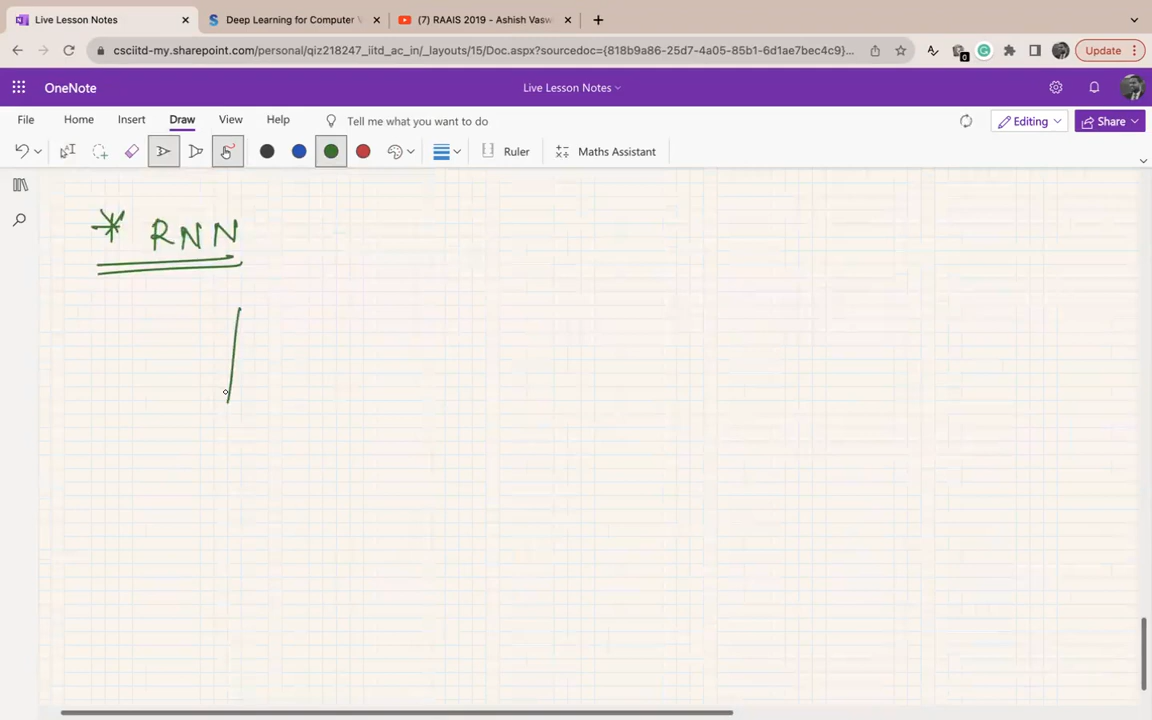 Live Lesson Notes
Deep Learning for Computer V
(7) RAAIS 2019 - Ashish Vasw
csciitd-my.sharepoint.com/personal/qiz218247_iitd_ac_in/_layouts/15/Doc.aspx?sourcedoc={818b9a86-25d7-4a05-85b1-6d1ae7bec4c9}...
0
Update
OneNote
Live Lesson Notes
File
Home
Insert
Draw
View
Help
Tell me what you want to do
Editing
Share
Ruler
Maths Assistant
* RNN